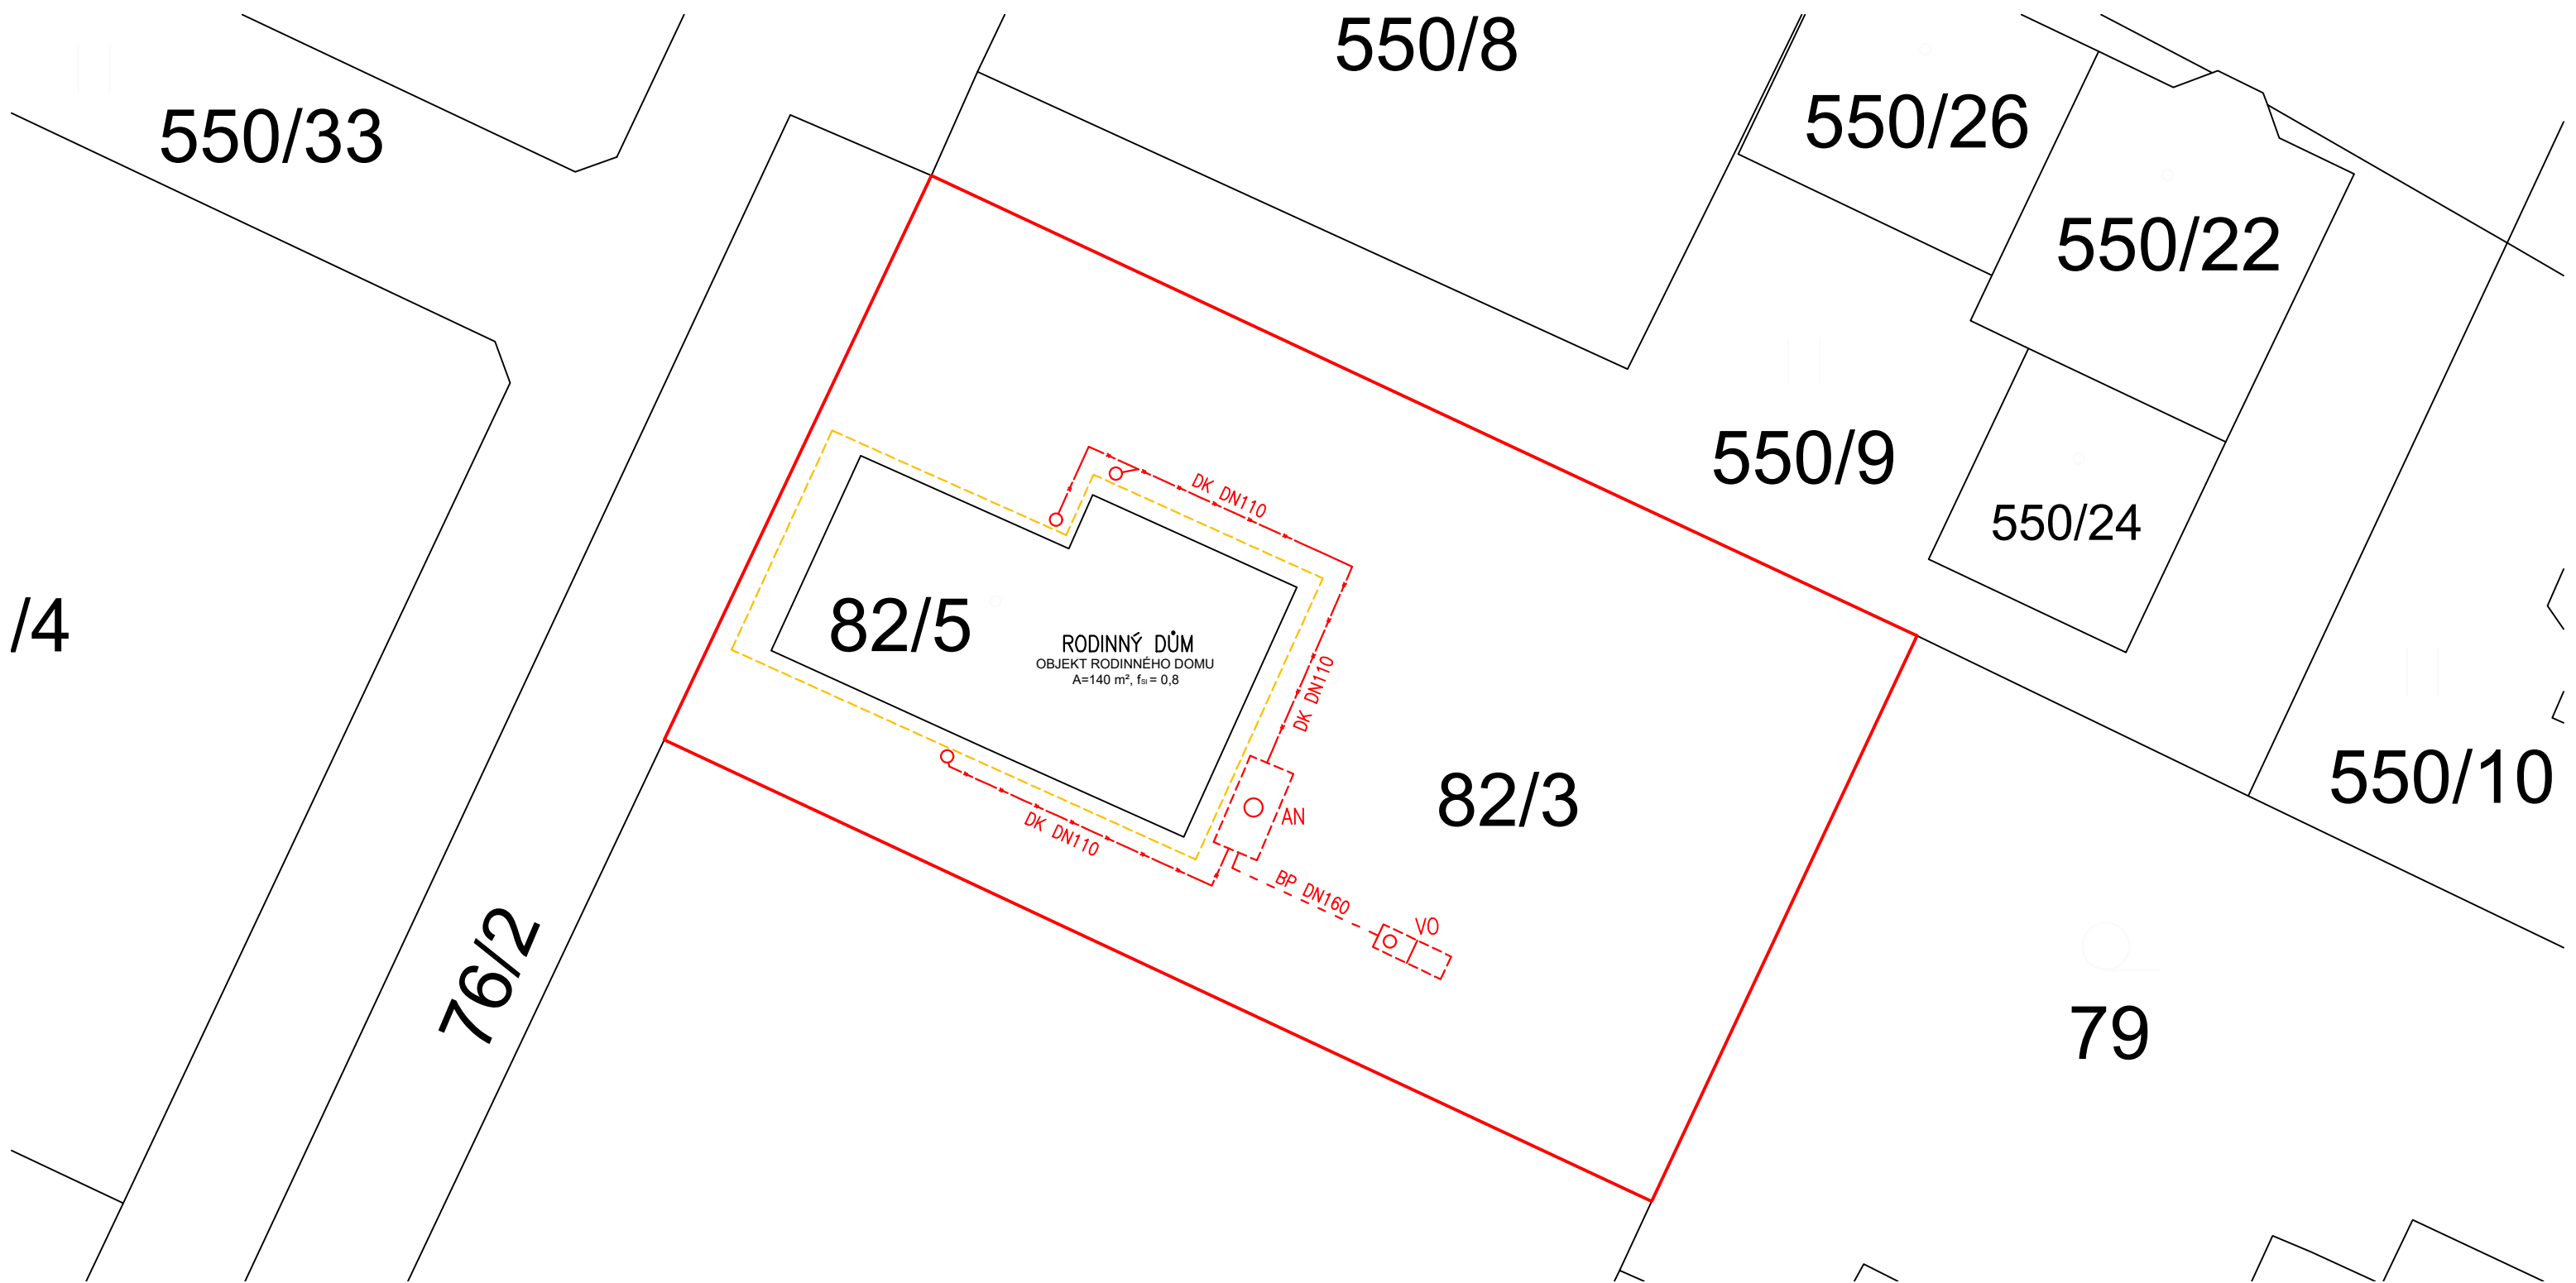 550/8
550/33
550/26
550/22
550/9
DK DN110
550/24
/4
82/5
RODINNÝ DŮM
OBJEKT RODINNÉHO DOMU
A=140 m², fSI = 0,8
DK DN110
82/3
550/10
AN
DK DN110
BP DN160
VO
76/2
79